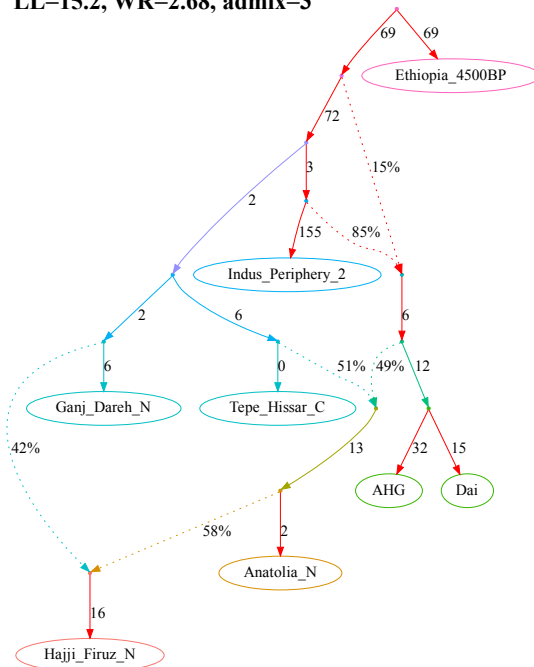 LL=15.2, WR=2.68, admix=3
69 69
Ethiopia_4500BP
72
3 15%
2
155 85%
Indus_Periphery_2
2 6 6
6 0 51% 49% 12
Ganj_Dareh_N Tepe_Hissar_C
42% 13 32 15
AHG Dai
58% 2
Anatolia_N
16
Hajji_Firuz_N